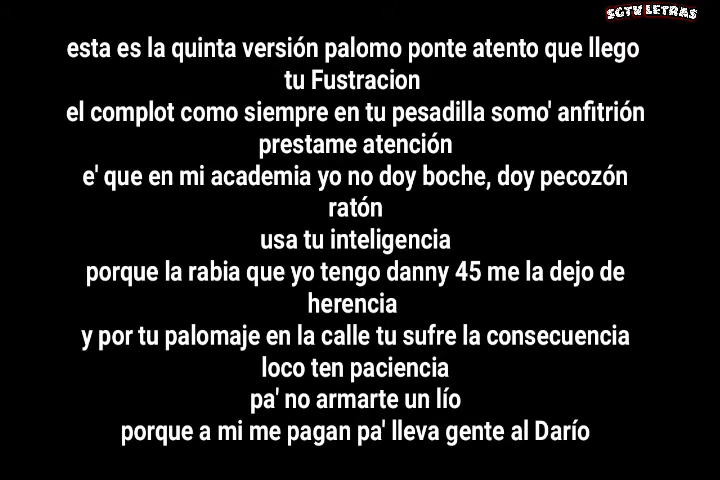 SGTV LETRAS
esta es la quinta versión palomo ponte atento que llego
tu Fustracion
el complot como siempre en tu pesadilla somo' anfitrión
prestame atención
e' que en mi academia yo no doy boche, doy pecozón
ratón
usa tu inteligencia
porque la rabia que yo tengo danny 45 me la dejo de
herencia
y por tu palomaje en la calle tu sufre la consecuencia
loco ten paciencia
pa' no armarte un lío
porque a mi me pagan pa' lleva gente al Darío